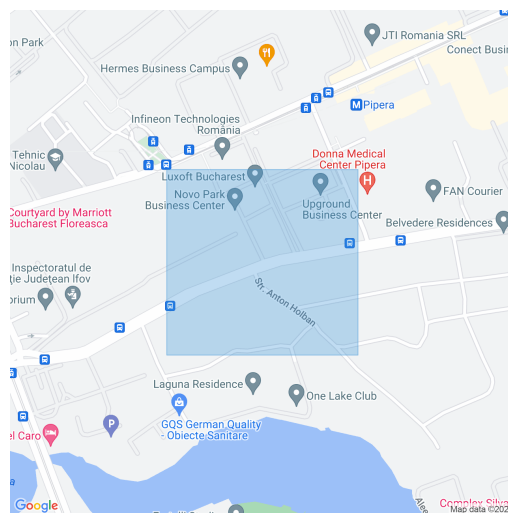 on Park
JTI Romania SRL
Conect Busin
Hermes Business Campus
M Pipera
Infineon Technologies
România
Tehnic
Nicolau
Donna Medical
Center Pipera
H
Luxoft Bucharest
Novo Park
Business Center
Upground
Business Center
FAN Courier
Courtyard by Marriott
Bucharest Floreasca
Belvedere Residences
Inspectoratul de
ție Județean Ilfov
orium
Str. Anton Holban
Laguna Residence
One Lake Club
GQS German Quality
- Obiecte Sanitare
P
el Caro
a
Complex Silva
Alee
Google
Map data ©202